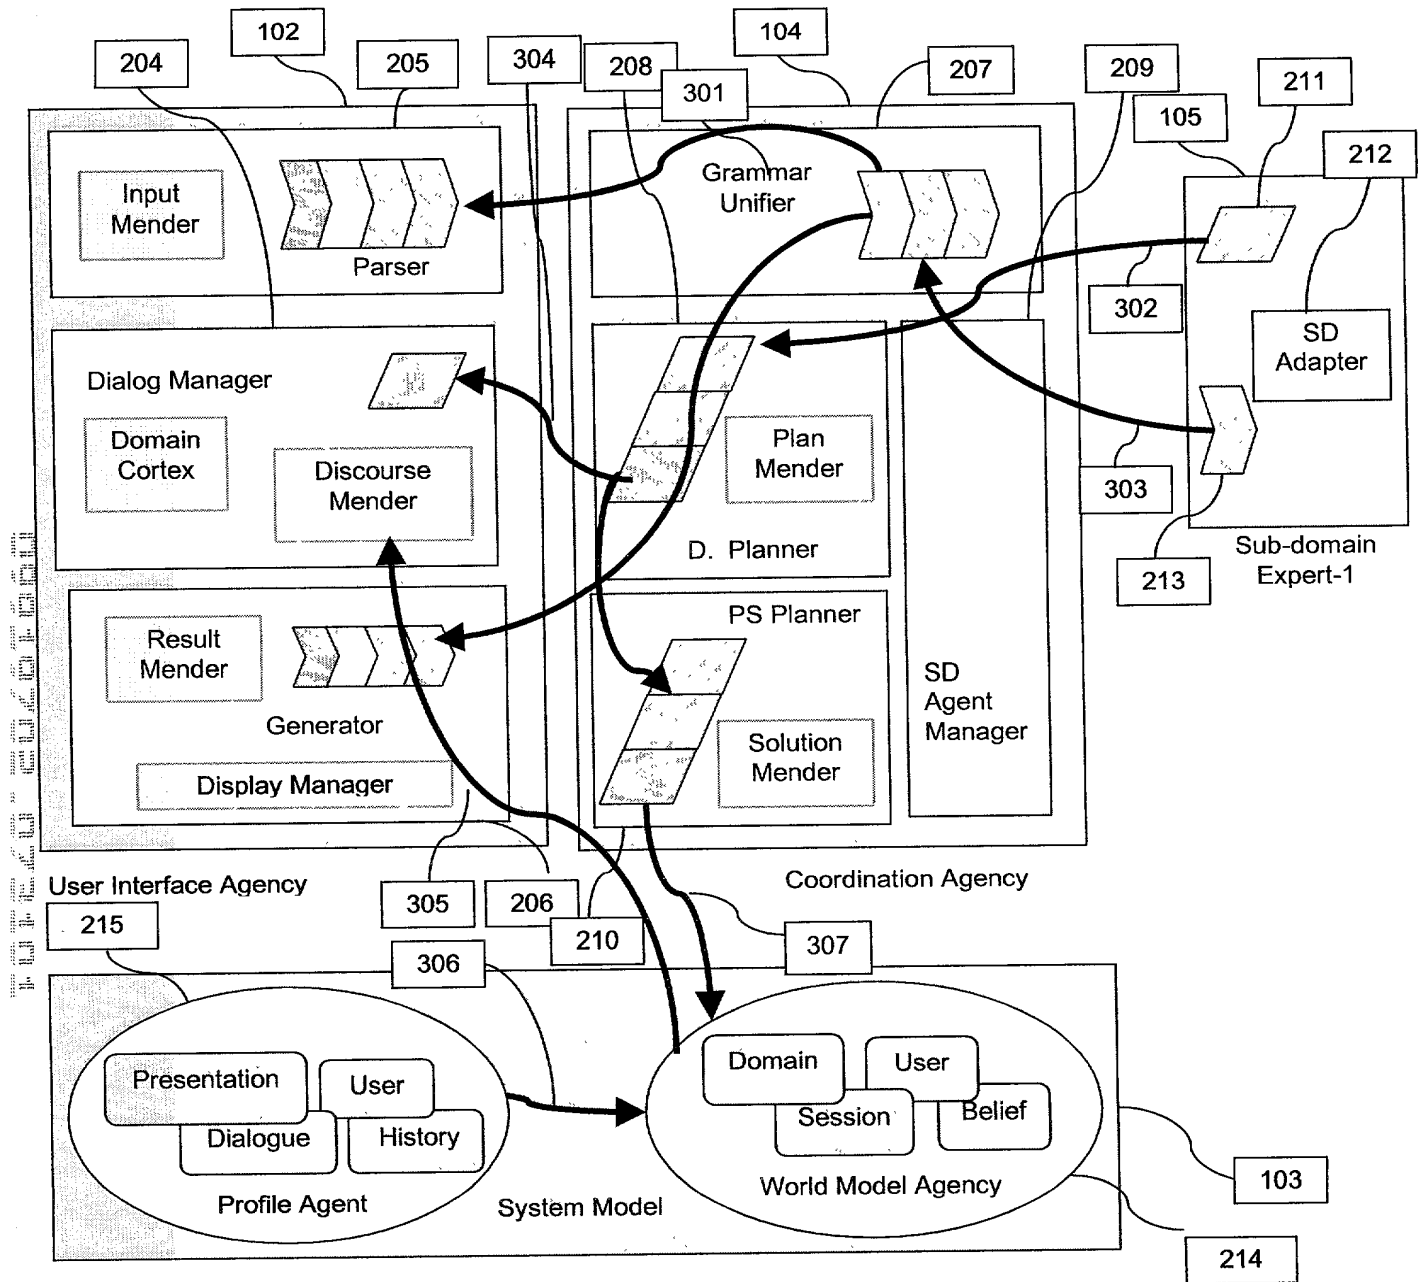 102
104
204
205
304
208
301
207
209
211
105
212
Input
Mender
Parser
Grammar
Unifier
302
SD
Adapter
Dialog Manager
Domain
Cortex
Discourse
Mender
Plan
Mender
D. Planner
303
213
Sub-domain
Expert-1
Result
Mender
Generator
Display Manager
PS Planner
Solution
Mender
SD
Agent
Manager
User Interface Agency
Coordination Agency
215
305
206
210
306
307
Presentation
User
Dialogue
History
Profile Agent
System Model
Domain
User
Session
Belief
World Model Agency
103
214